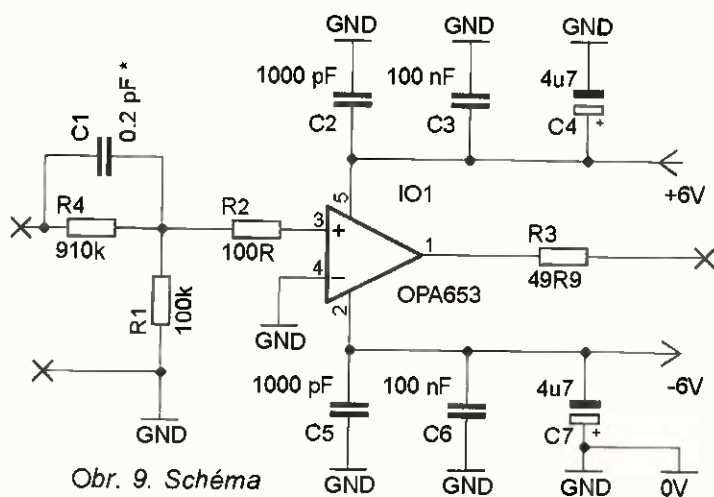 GND
GND
GND
1000 pF
100 nF
4u7
C2
C3
C4
+
+6V
C1
0.2 pF *
R4
910k
R2
100R
R1
100k
GND
3
+
4
-
5
2
1
IO1
OPA653
GND
R3
49R9
-6V
1000 pF
100 nF
4u7
C5
C6
C7
+
GND
GND
GND
0V
Obr. 9. Schéma